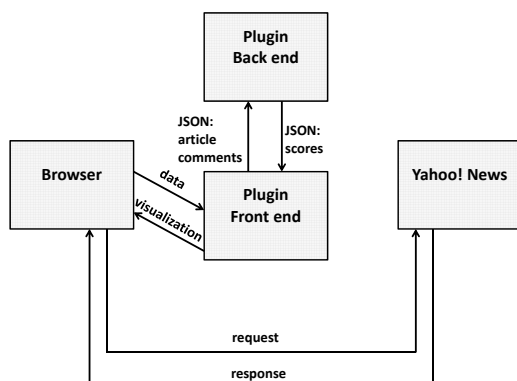 Plugin
Back end
JSON:
article
comments
JSON:
scores
Browser
data
visualization
Plugin
Front end
Yahoo! News
request
response